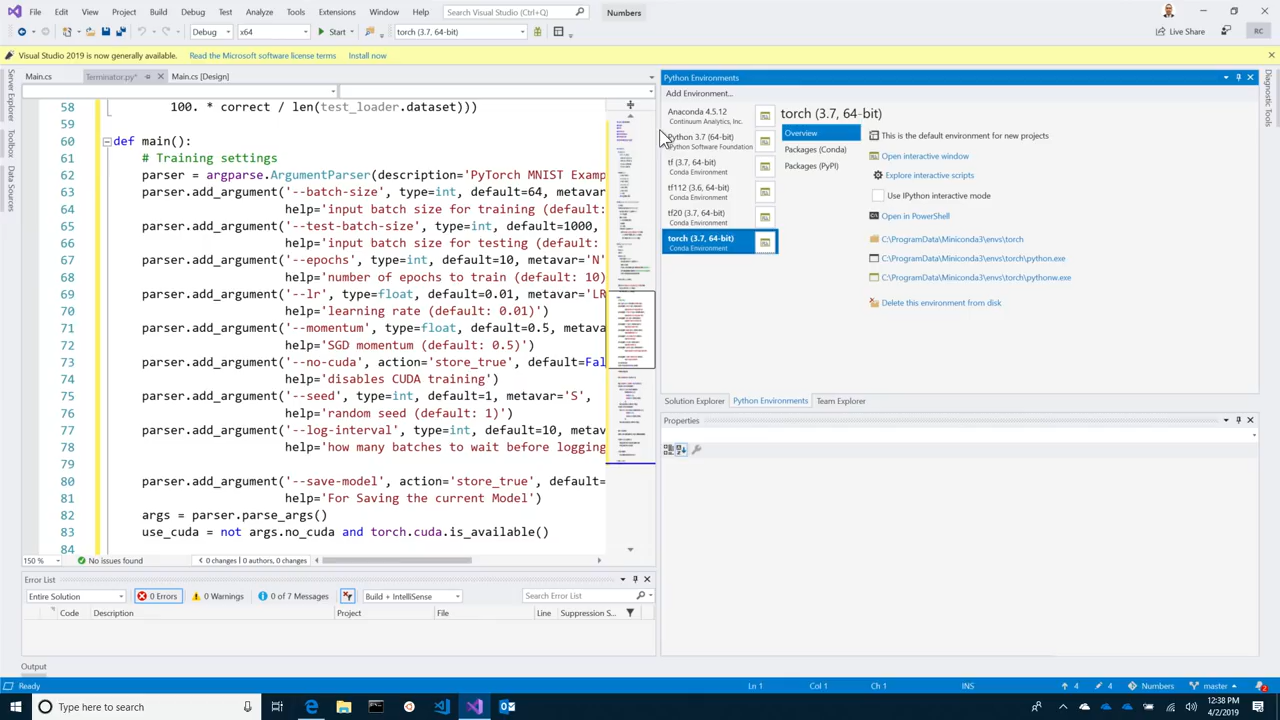 File Edit View Project Build Debug Test Analyze Tools Extensions Window Help Search Visual Studio (Ctrl+Q) Numbers
Debug x64 Start torch (3.7, 64-bit) Live Share RC
Visual Studio 2019 is now generally available. Read the Microsoft software license terms Install now
Server Explorer
Toolbox
Data Sources
Main.cs Terminator.py* Main.cs [Design]
58 100. * correct / len(test_loader.dataset)))
59
60 def main():
61 # Training settings
62 parser = argparse.ArgumentParser(description='PyTorch MNIST Examp
63 parser.add_argument('--batch-size', type=int, default=64, metavar
64 help='input batch size for training (default:
65 parser.add_argument('--test-batch-size', type=int, default=1000,
66 help='input batch size for testing (default:
67 parser.add_argument('--epochs', type=int, default=10, metavar='N'
68 help='number of epochs to train (default: 10)
69 parser.add_argument('--lr', type=float, default=0.01, metavar='LR
70 help='learning rate (default: 0.01)')
71 parser.add_argument('--momentum', type=float, default=0.5, metava
72 help='SGD momentum (default: 0.5)')
73 parser.add_argument('--no-cuda', action='store_true', default=Fal
74 help='disables CUDA training')
75 parser.add_argument('--seed', type=int, default=1, metavar='S',
76 help='random seed (default: 1)')
77 parser.add_argument('--log-interval', type=int, default=10, metav
78 help='how many batches to wait before logging
79
80 parser.add_argument('--save-model', action='store_true', default=
81 help='For Saving the current Model')
82 args = parser.parse_args()
83 use_cuda = not args.no_cuda and torch.cuda.is_available()
84
150 % No issues found 0 changes | 0 authors, 0 changes
Error List
Entire Solution 0 Errors 0 Warnings 0 of 7 Messages Build + IntelliSense Search Error List
Code Description Project File Line Suppression S...
Output
Python Environments
Add Environment...
Anaconda 4.5.12
Continuum Analytics, Inc.
Python 3.7 (64-bit)
Python Software Foundation
tf (3.7, 64-bit)
Conda Environment
tf112 (3.6, 64-bit)
Conda Environment
tf20 (3.7, 64-bit)
Conda Environment
torch (3.7, 64-bit)
Conda Environment
torch (3.7, 64-bit)
Overview
Packages (Conda)
Packages (PyPI)
This is the default environment for new projects
Open interactive window
Explore interactive scripts
Use IPython interactive mode
Open in PowerShell
C:\ProgramData\Miniconda3\envs\torch
C:\ProgramData\Miniconda3\envs\torch\python.exe
C:\ProgramData\Miniconda3\envs\torch\pythonw.exe
Delete this environment from disk
Solution Explorer Python Environments Team Explorer
Properties
Diagnostic Tools
Ready Ln 1 Col 1 Ch 1 INS 4 4 Numbers master 2
Type here to search
12:38 PM
4/2/2019